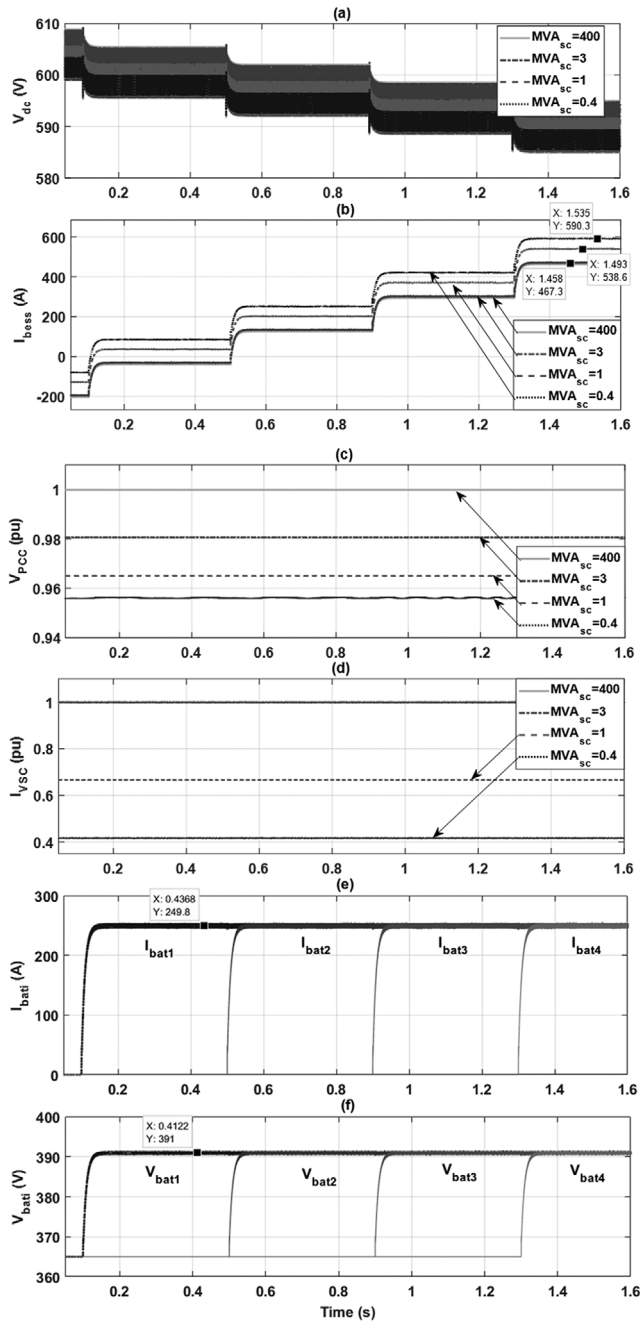 (a)
610
600
590
580
V_dc (V)
MVA_sc=400
MVA_sc=3
MVA_sc=1
MVA_sc=0.4
0.2 0.4 0.6 0.8 1 1.2 1.4 1.6
(b)
600
400
200
0
-200
I_bess (A)
X: 1.535
Y: 590.3
X: 1.493
Y: 538.6
X: 1.458
Y: 467.3
MVA_sc=400
MVA_sc=3
MVA_sc=1
MVA_sc=0.4
0.2 0.4 0.6 0.8 1 1.2 1.4 1.6
(c)
1
0.98
0.96
0.94
V_PCC (pu)
MVA_sc=400
MVA_sc=3
MVA_sc=1
MVA_sc=0.4
0.2 0.4 0.6 0.8 1 1.2 1.4 1.6
(d)
1
0.8
0.6
0.4
I_VSC (pu)
MVA_sc=400
MVA_sc=3
MVA_sc=1
MVA_sc=0.4
0.2 0.4 0.6 0.8 1 1.2 1.4 1.6
(e)
300
200
100
0
I_bati (A)
X: 0.4368
Y: 249.8
I_bat1 I_bat2 I_bat3 I_bat4
0.2 0.4 0.6 0.8 1 1.2 1.4 1.6
(f)
400
390
380
370
360
V_bati (V)
X: 0.4122
Y: 391
V_bat1 V_bat2 V_bat3 V_bat4
0.2 0.4 0.6 0.8 1 1.2 1.4 1.6
Time (s)